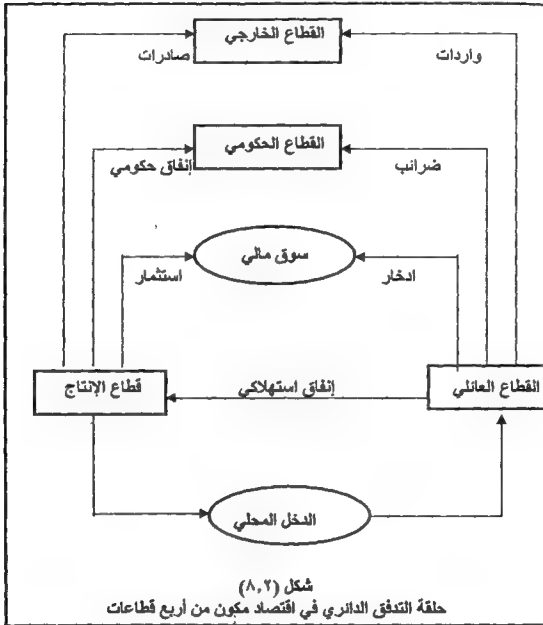 القطاع الخارجي
واردات
صادرات
القطاع الحكومي
ضرائب
إنفاق حكومي
سوق مالي
ادخار
استثمار
القطاع العائلي
إنفاق استهلاكي
قطاع الإنتاج
الدخل المحلي
شكل (٨,٢)
حلقة التدفق الدائري في اقتصاد مكون من أربع قطاعات